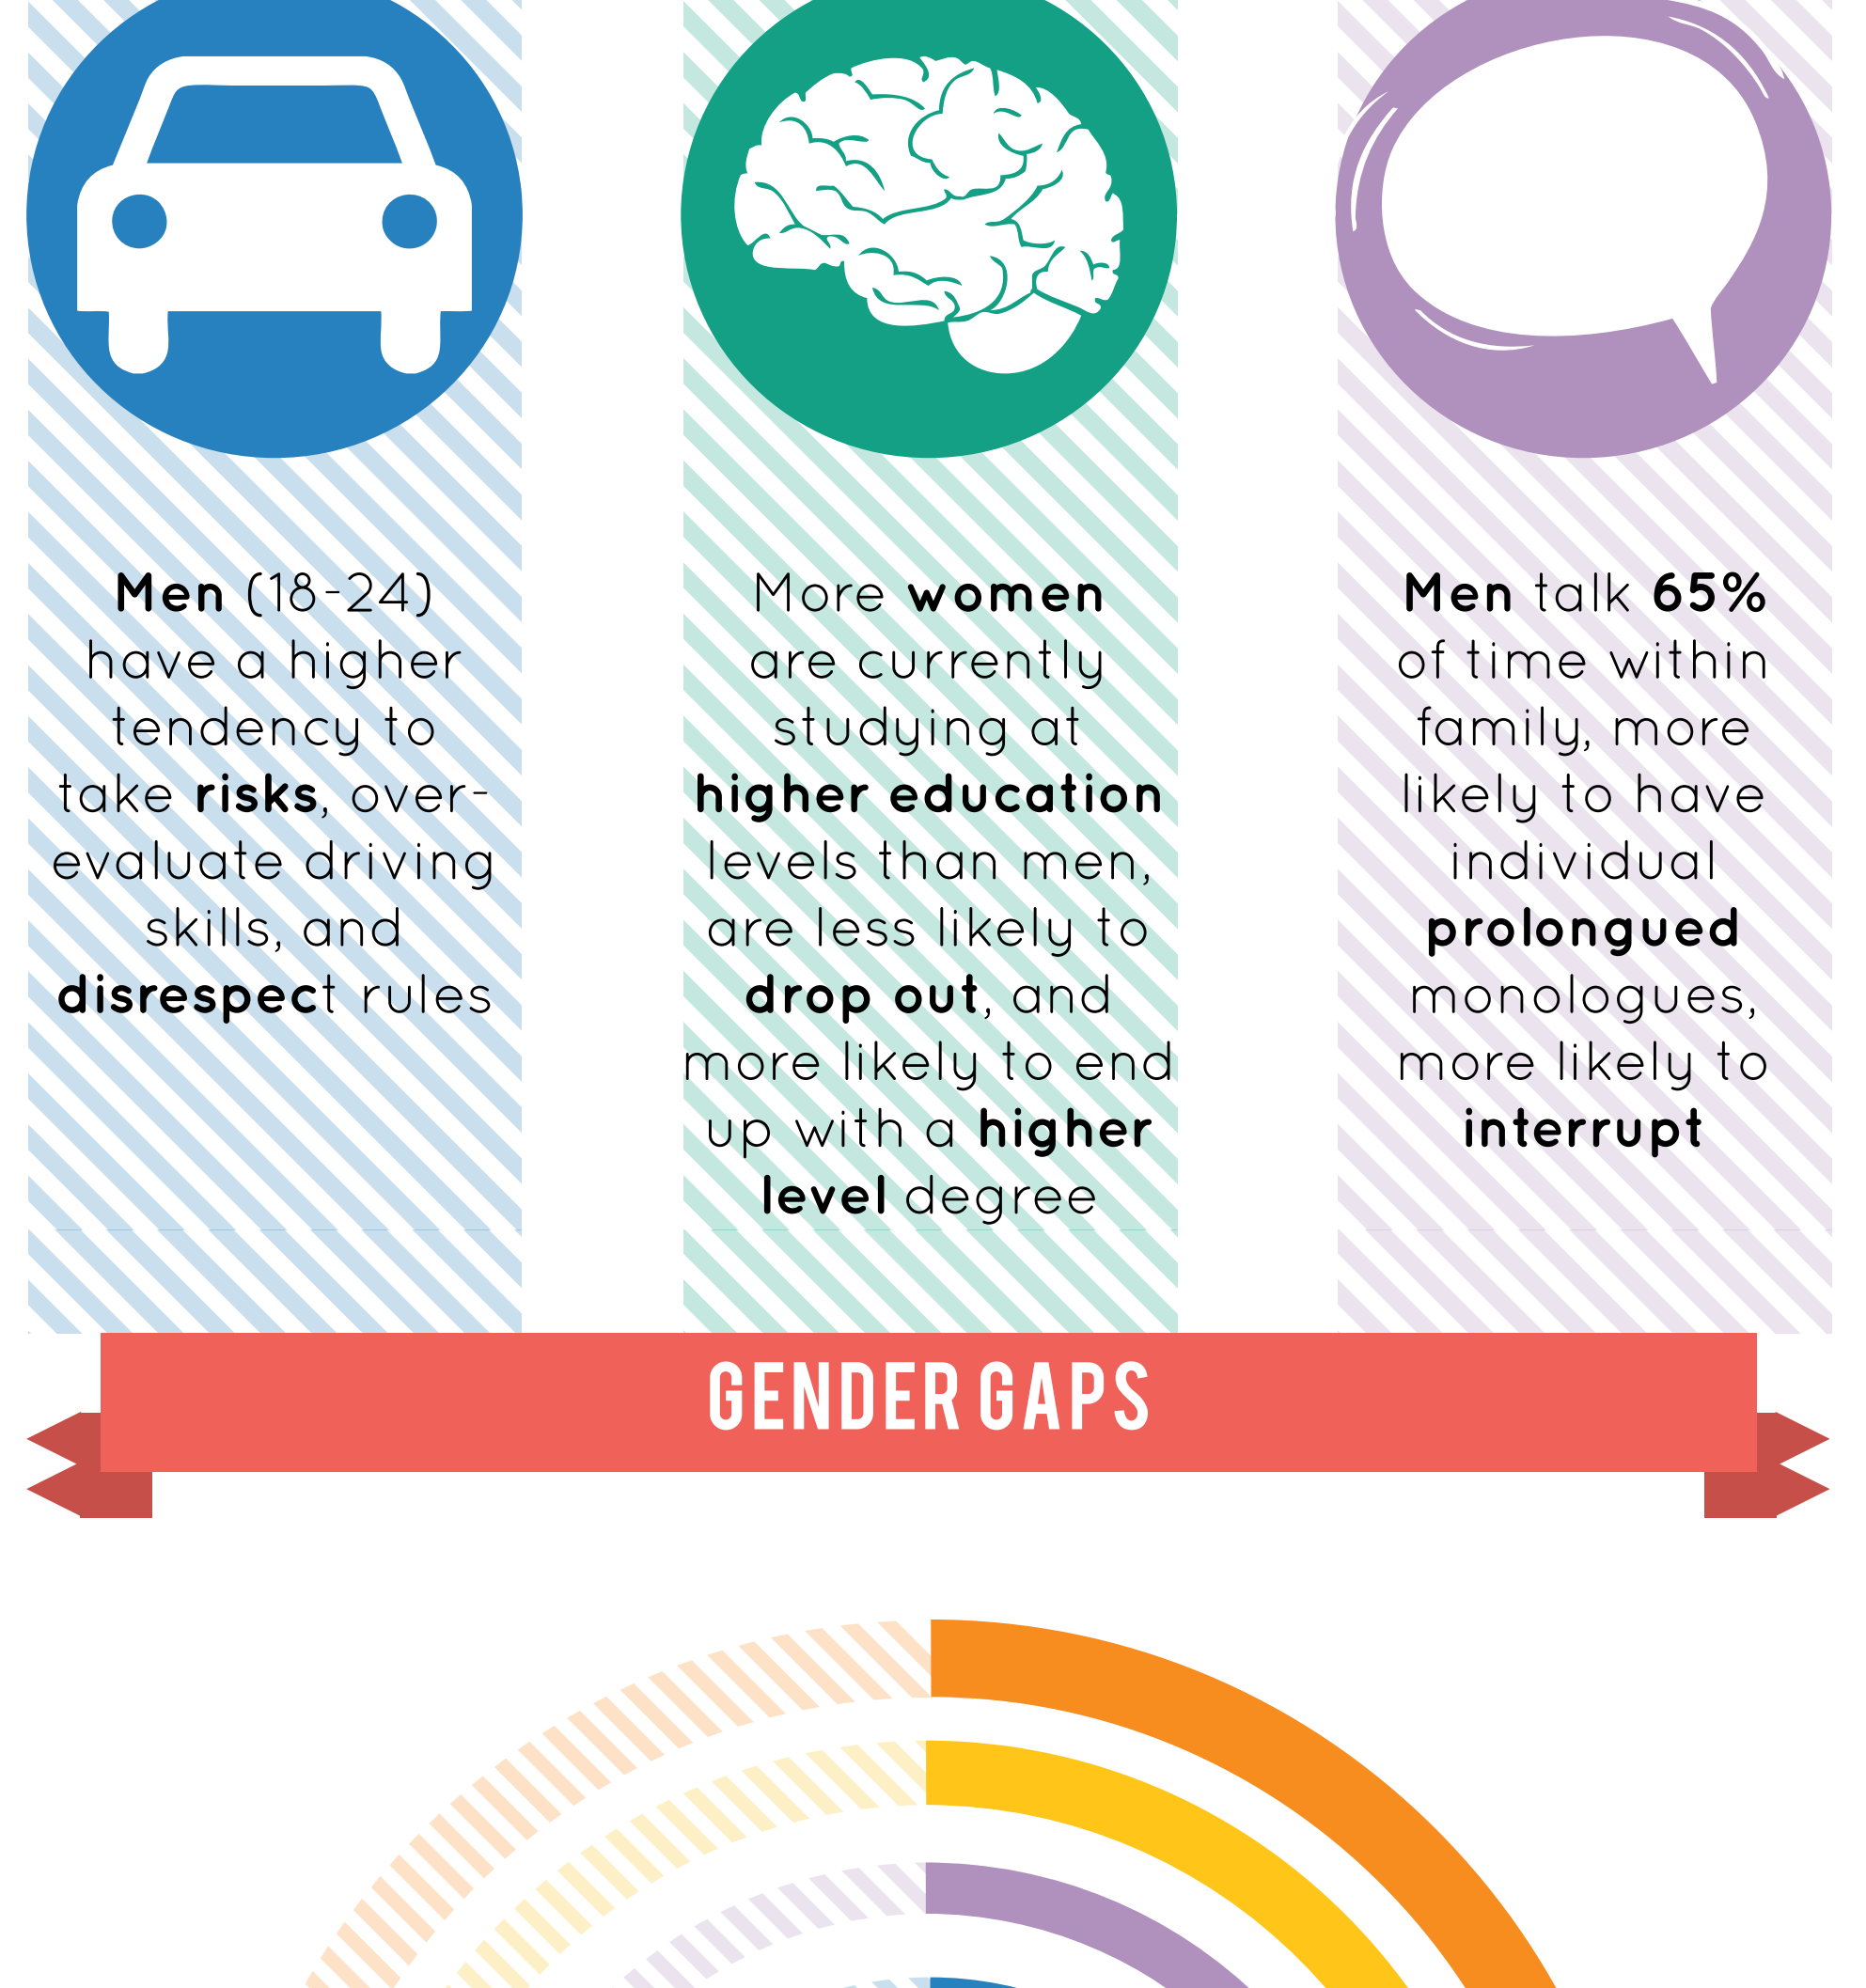 Men (18-24)
have a higher
tendency to
take risks, over-
evaluate driving
skills, and
disrespect rules
More women
are currently
studying at
higher education
levels than men,
are less likely to
drop out, and
more likely to end
up with a higher
level degree
Men talk 65%
of time within
family, more
likely to have
individual
prolongued
monologues,
more likely to
interrupt
GENDER GAPS